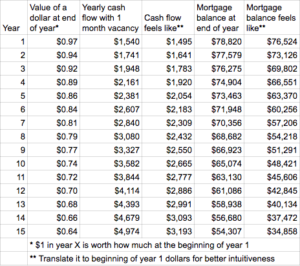 Year Value of a dollar at end of year* Yearly cash flow with 1 month vacancy Cash flow feels like** Mortgage balance at end of year Mortgage balance feels like**
1 $0.97 $1,540 $1,495 $78,820 $76,524
2 $0.94 $1,741 $1,641 $77,579 $73,126
3 $0.92 $1,948 $1,783 $76,271 $69,802
4 $0.89 $2,161 $1,920 $74,904 $66,551
5 $0.86 $2,381 $2,054 $73,463 $63,370
6 $0.84 $2,607 $2,183 $71,948 $60,256
7 $0.81 $2,840 $2,309 $70,356 $57,206
8 $0.79 $3,080 $2,432 $68,682 $54,218
9 $0.77 $3,327 $2,550 $66,923 $51,291
10 $0.74 $3,582 $2,665 $65,074 $48,421
11 $0.72 $3,844 $2,777 $63,130 $45,606
12 $0.70 $4,114 $2,886 $61,086 $42,845
13 $0.68 $4,393 $2,991 $58,938 $40,134
14 $0.66 $4,679 $3,093 $56,680 $37,472
15 $0.64 $4,974 $3,193 $54,307 $34,858
* $1 in year X is worth how much at the beginning of year 1
** Translate it to beginning of year 1 dollars for better intuitiveness